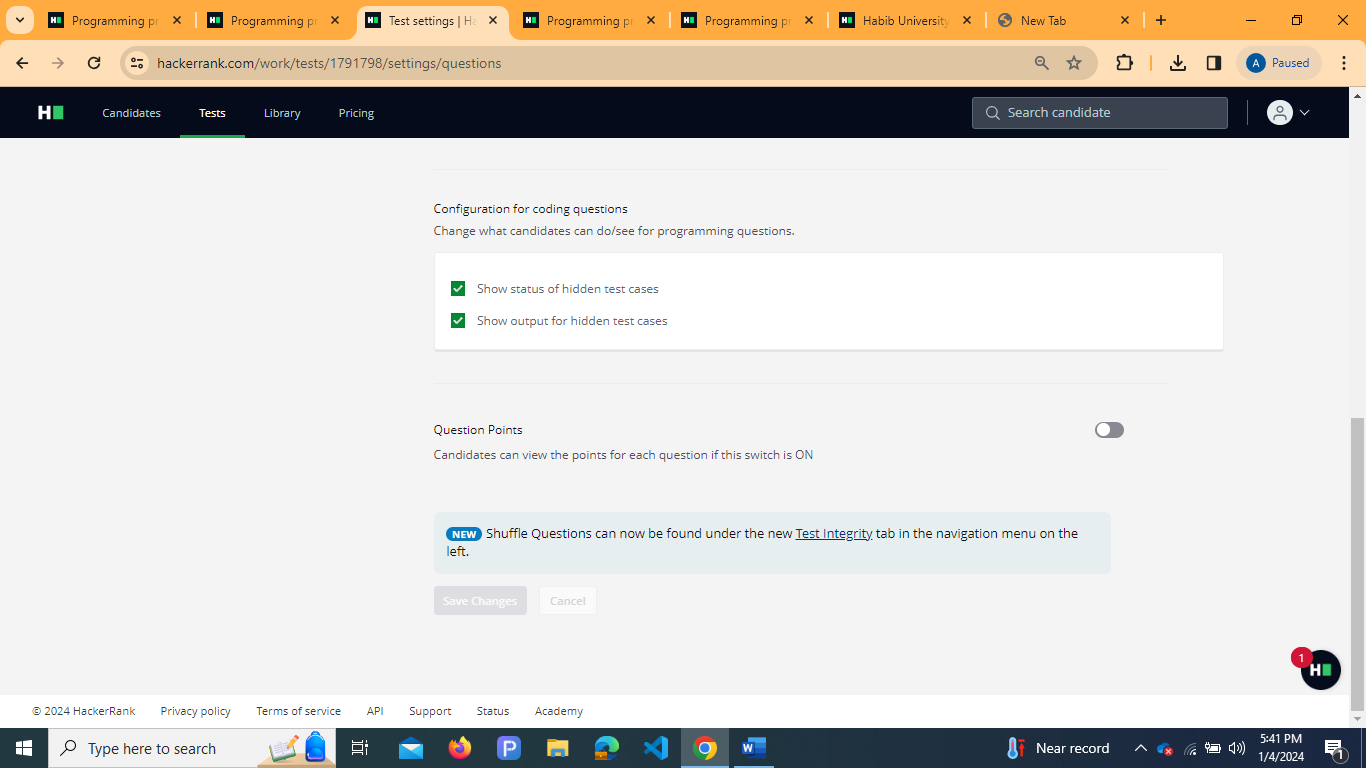 Programming pr
Programming pr
Test settings | Ha
Programming pr
Programming pr
Habib University
New Tab
hackerrank.com/work/tests/1791798/settings/questions
A
Paused
H
Candidates
Tests
Library
Pricing
Search candidate
Configuration for coding questions
Change what candidates can do/see for programming questions.
Show status of hidden test cases
Show output for hidden test cases
Question Points
Candidates can view the points for each question if this switch is ON
NEW Shuffle Questions can now be found under the new Test Integrity tab in the navigation menu on the
left.
Save Changes
Cancel
1
H
© 2024 HackerRank
Privacy policy
Terms of service
API
Support
Status
Academy
Type here to search
Near record
5:41 PM
1/4/2024
1